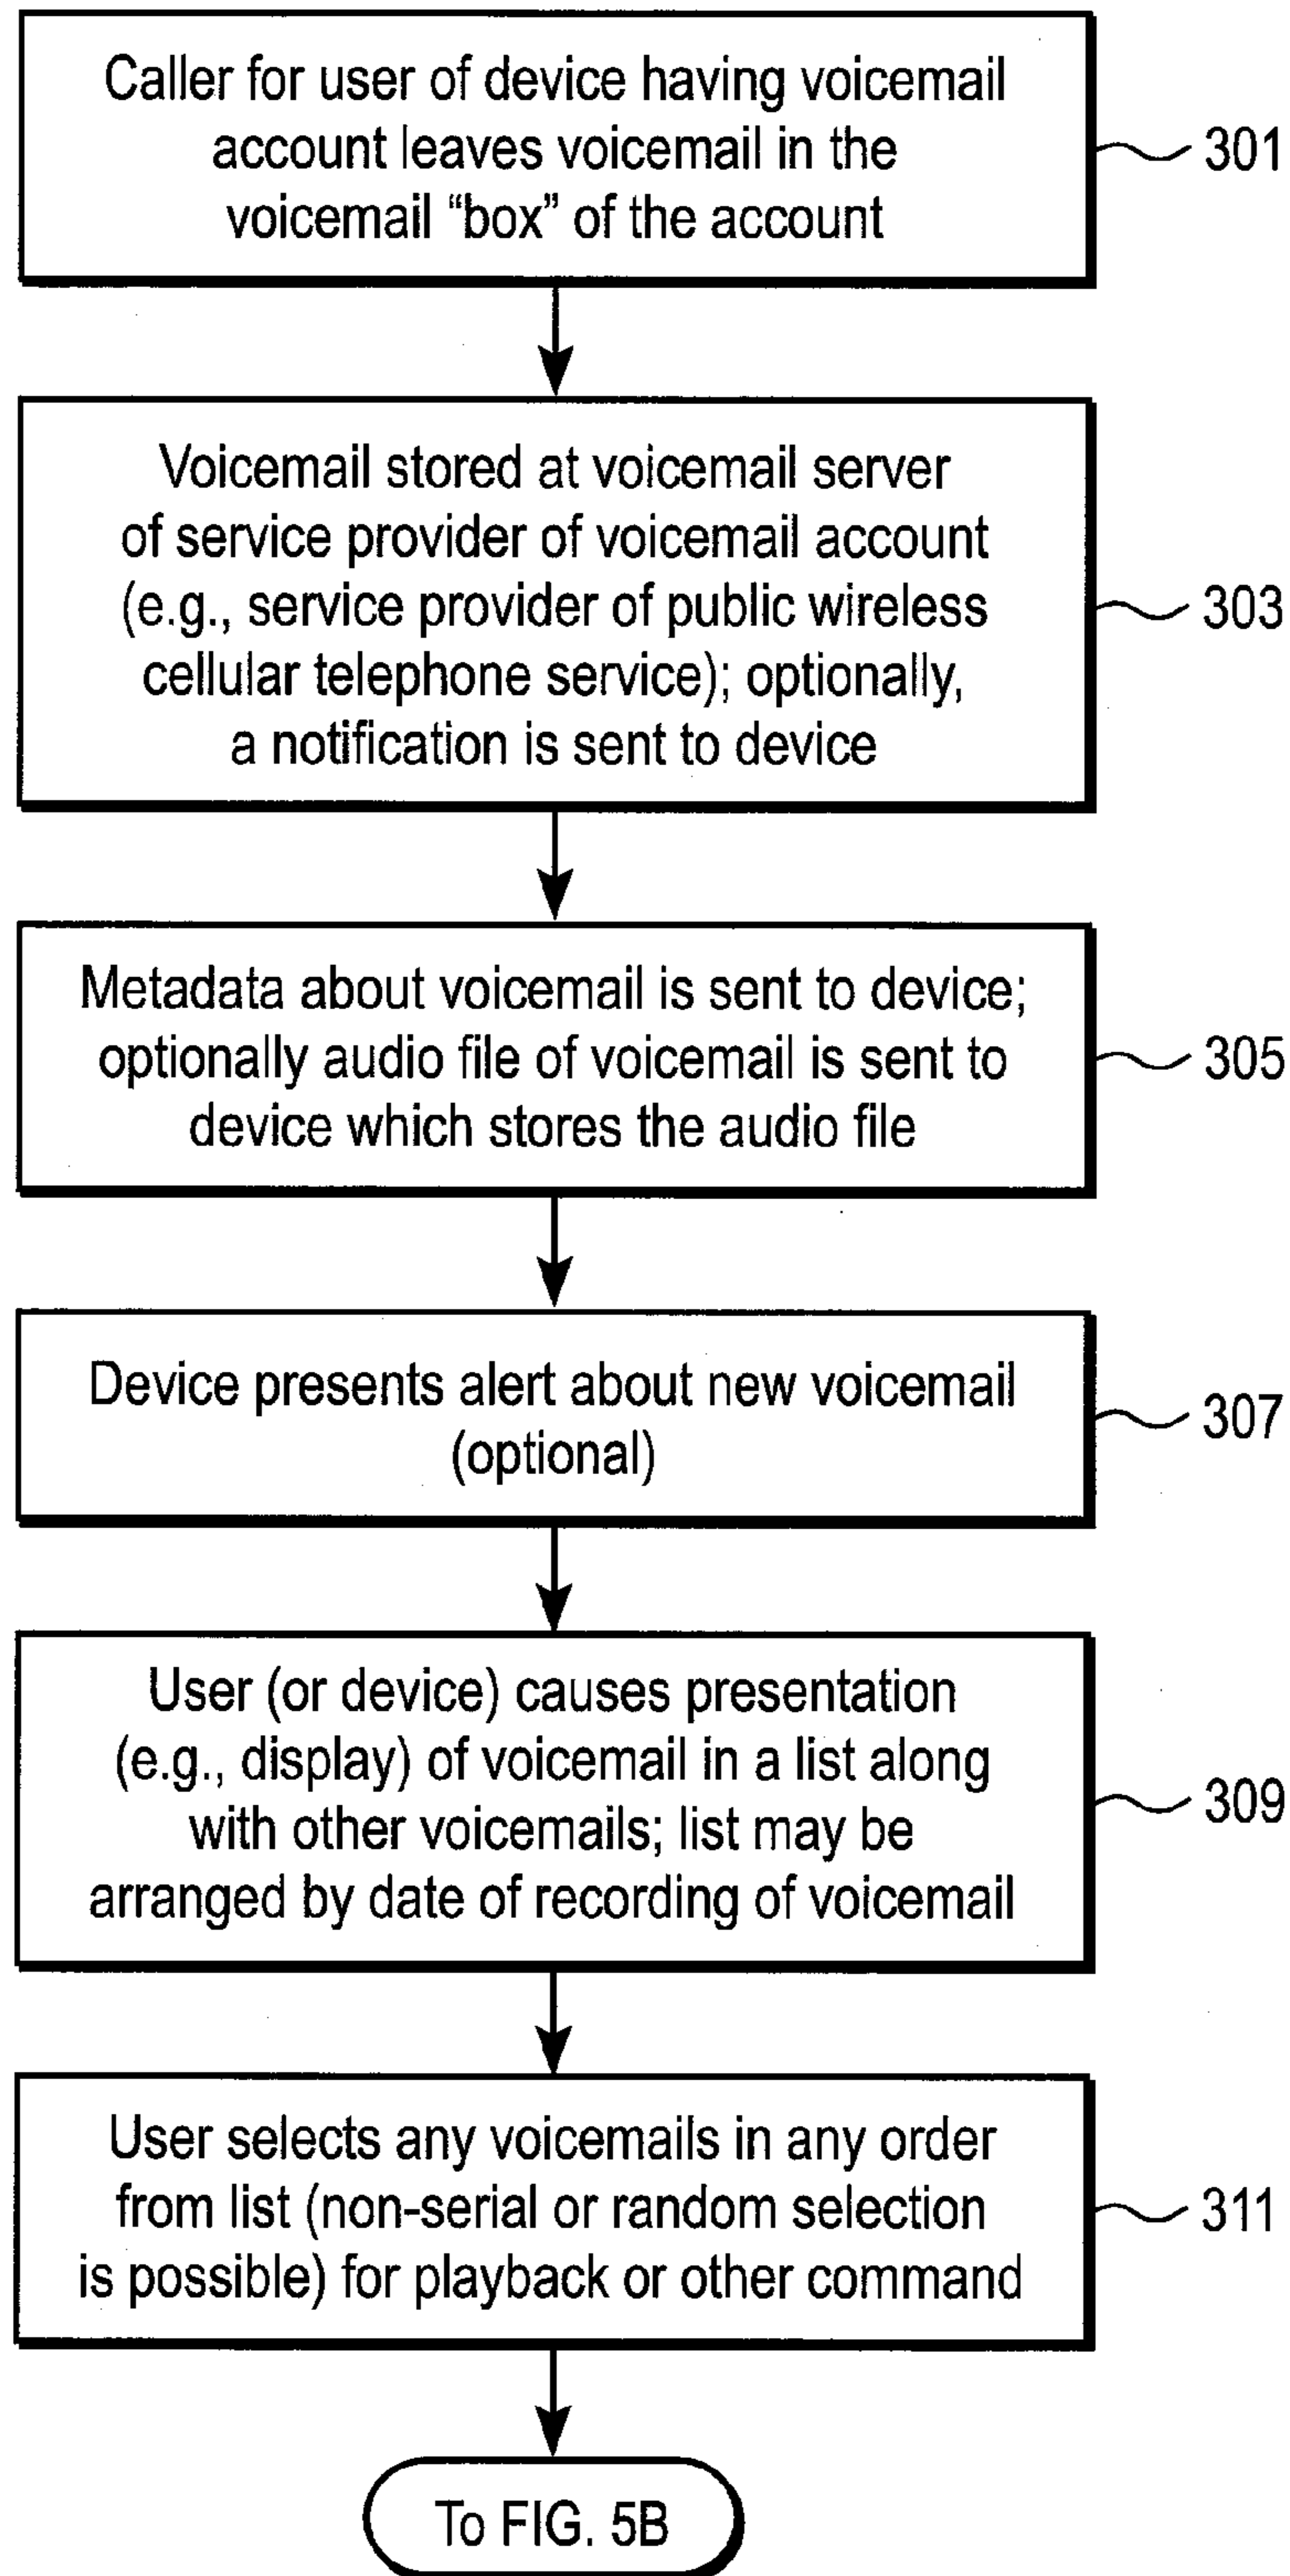 Caller for user of device having voicemail
account leaves voicemail in the
voicemail “box” of the account
301
Voicemail stored at voicemail server
of service provider of voicemail account
(e.g., service provider of public wireless
cellular telephone service); optionally,
a notification is sent to device
303
Metadata about voicemail is sent to device;
optionally audio file of voicemail is sent to
device which stores the audio file
305
Device presents alert about new voicemail
(optional)
307
User (or device) causes presentation
(e.g., display) of voicemail in a list along
with other voicemails; list may be
arranged by date of recording of voicemail
309
User selects any voicemails in any order
from list (non-serial or random selection
is possible) for playback or other command
311
To FIG. 5B